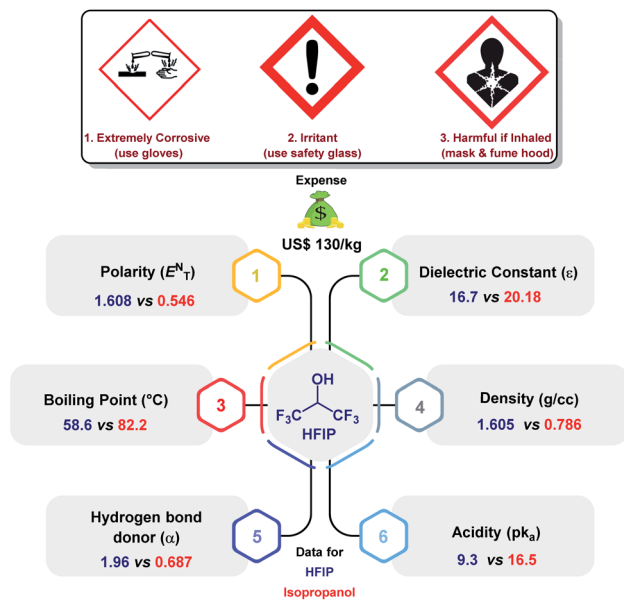 1. Extremely Corrosive
(use gloves)
2. Irritant
(use safety glass)
3. Harmful if Inhaled
(mask & fume hood)
Expense
$
US$ 130/kg
Polarity (E^N_T)
1.608 vs 0.546
1
2
Dielectric Constant (ε)
16.7 vs 20.18
Boiling Point (°C)
58.6 vs 82.2
3
OH
F₃C CF₃
HFIP
4
Density (g/cc)
1.605 vs 0.786
Hydrogen bond
donor (α)
1.96 vs 0.687
5
6
Acidity (pkₐ)
9.3 vs 16.5
Data for
HFIP
Isopropanol